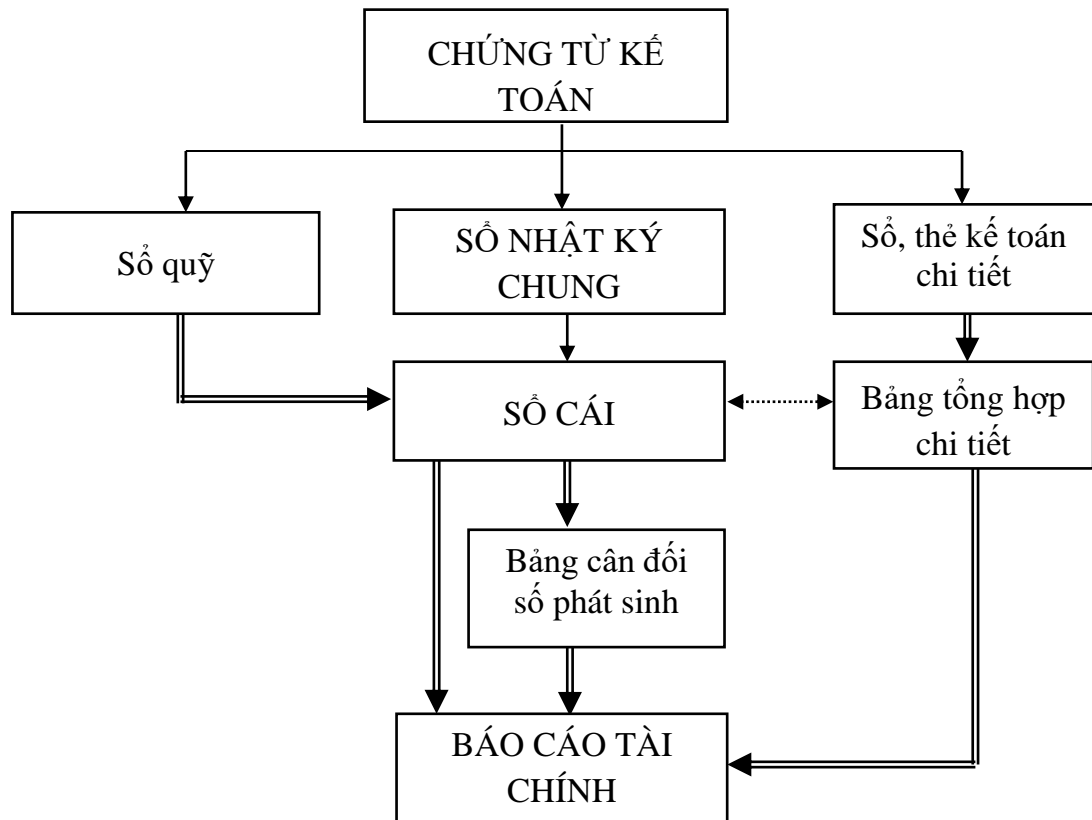 CHỨNG TỪ KẾ
TOÁN
Sổ quỹ
SỔ NHẬT KÝ
CHUNG
Sổ, thẻ kế toán
chi tiết
SỔ CÁI
Bảng tổng hợp
chi tiết
Bảng cân đối
số phát sinh
BÁO CÁO TÀI
CHÍNH